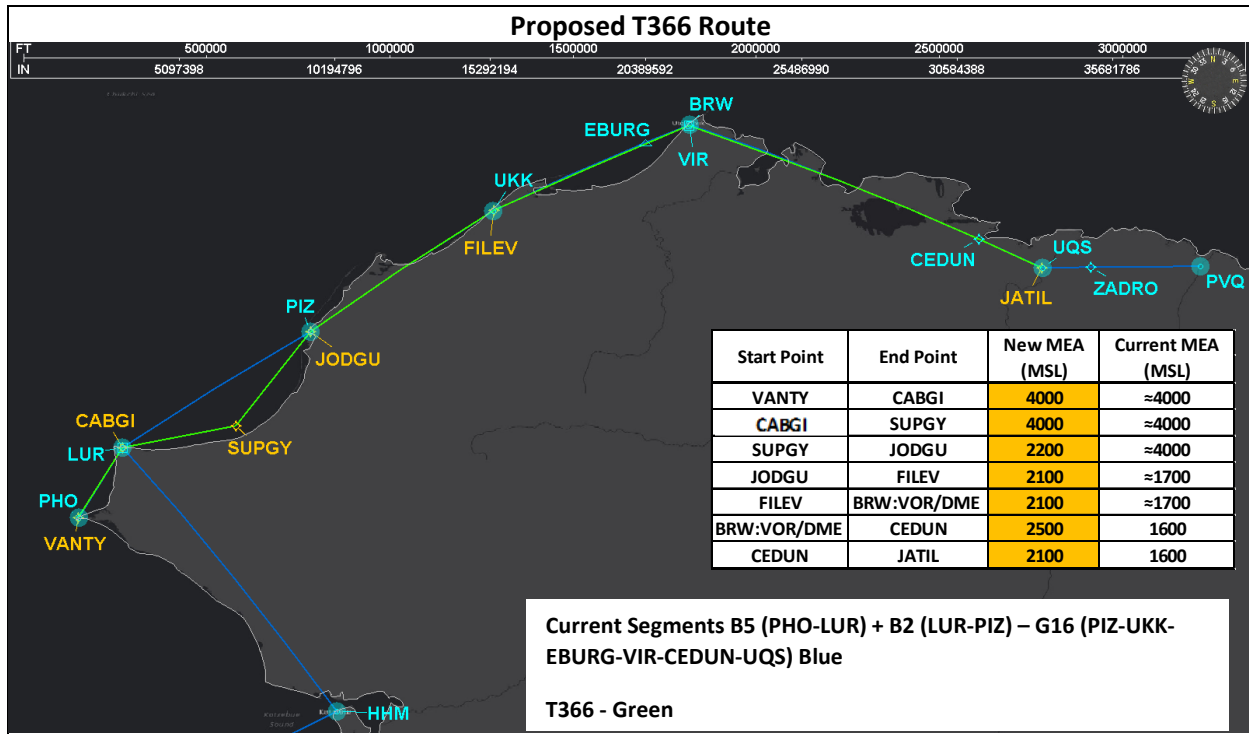 Proposed T366 Route
FT 500000 1000000 1500000 2000000 2500000 3000000
IN 5097398 10194796 15292194 20389592 25486990 30584388 35681786
BRW
EBURG
VIR
UKK
FILEV
CEDUN
UQS
JATIL
ZADRO
PVQ
PIZ
JODGU
CABGI
LUR
SUPGY
PHO
VANTY
HHM
Kotzebue
Sound
Start Point End Point New MEA (MSL) Current MEA (MSL)
VANTY CABGI 4000 ≈4000
CABGI SUPGY 4000 ≈4000
SUPGY JODGU 2200 ≈4000
JODGU FILEV 2100 ≈1700
FILEV BRW:VOR/DME 2100 ≈1700
BRW:VOR/DME CEDUN 2500 1600
CEDUN JATIL 2100 1600
Current Segments B5 (PHO-LUR) + B2 (LUR-PIZ) – G16 (PIZ-UKK-
EBURG-VIR-CEDUN-UQS) Blue
T366 - Green